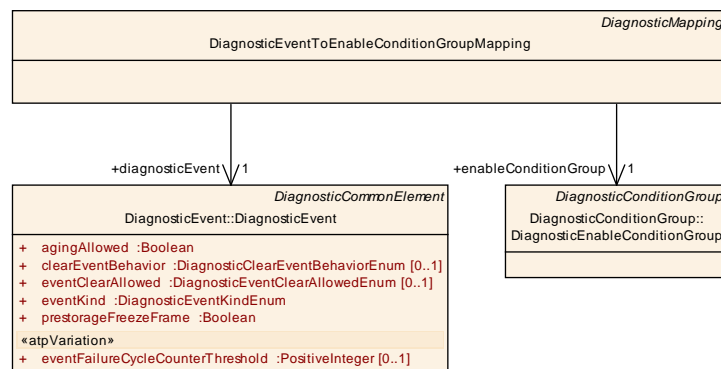 DiagnosticMapping
DiagnosticEventToEnableConditionGroupMapping
+diagnosticEvent 1
+enableConditionGroup 1
DiagnosticCommonElement
DiagnosticEvent::DiagnosticEvent
+ agingAllowed :Boolean
+ clearEventBehavior :DiagnosticClearEventBehaviorEnum [0..1]
+ eventClearAllowed :DiagnosticEventClearAllowedEnum [0..1]
+ eventKind :DiagnosticEventKindEnum
+ prestorageFreezeFrame :Boolean
«atpVariation»
+ eventFailureCycleCounterThreshold :PositiveInteger [0..1]
DiagnosticConditionGroup
DiagnosticConditionGroup::
DiagnosticEnableConditionGroup